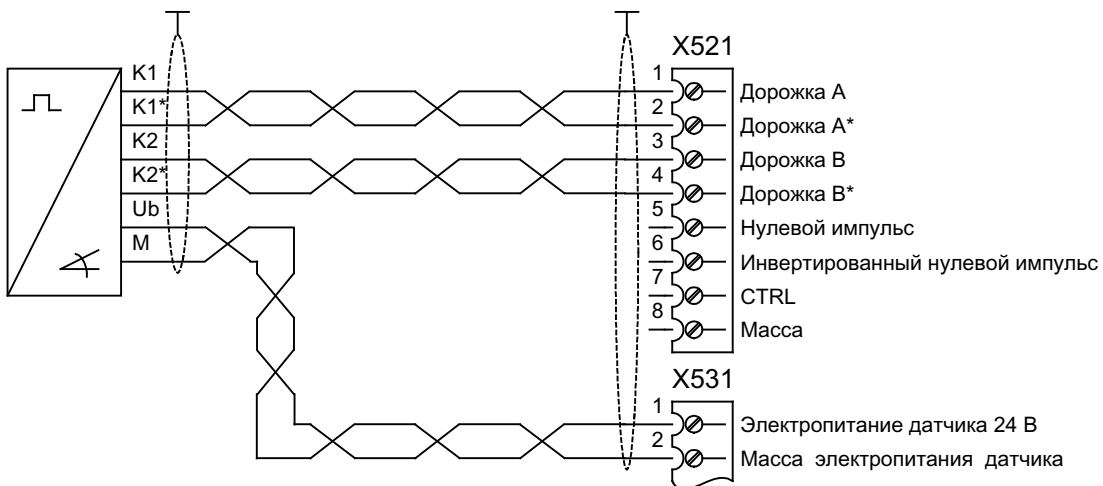 X521
K1
K1*
K2
K2*
Ub
M
1 Дорожка A
2 Дорожка A*
3 Дорожка B
4 Дорожка B*
5 Нулевой импульс
6 Инвертированный нулевой импульс
7 CTRL
8 Масса
X531
1 Электропитание датчика 24 В
2 Масса электропитания датчика